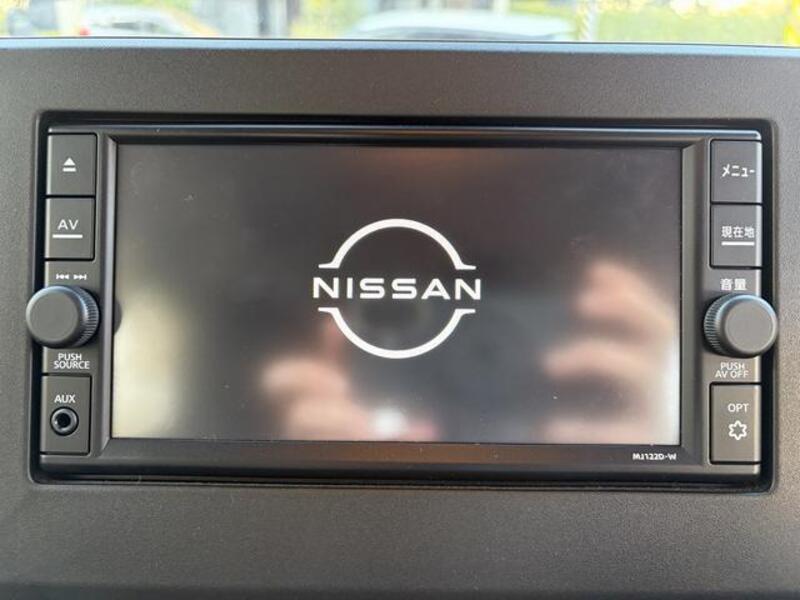 AV
PUSH
SOURCE
AUX
NISSAN
MJ122D-W
メニュー
現在地
音量
PUSH
AV OFF
OPT